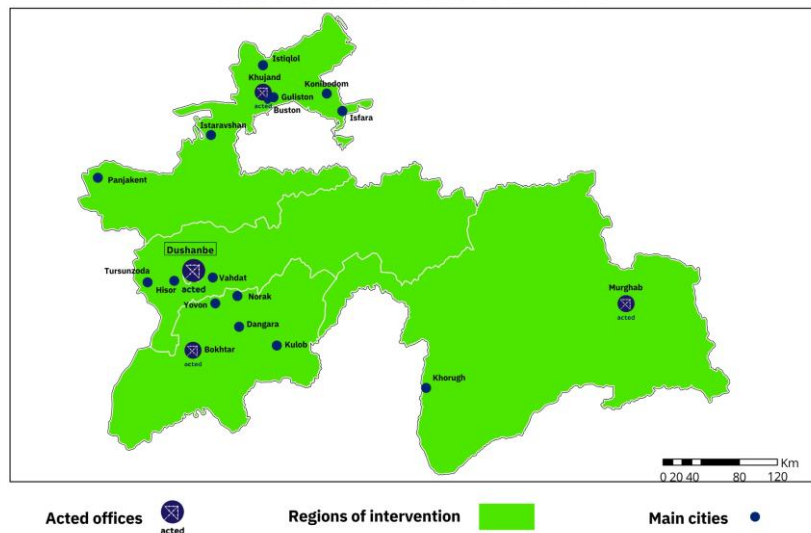 Istiqlol
Khujand
acted
Konibodom
Guliston
Buston
Isfara
Istaravshan
Panjakent
Dushanbe
acted
Tursunzoda
Hisor
Vahdat
Norak
Yovon
Murghab
acted
Dangara
Bokhtar
acted
Kulob
Khorugh
Km
0 20 40 80 120
Acted offices
acted
Regions of intervention
Main cities